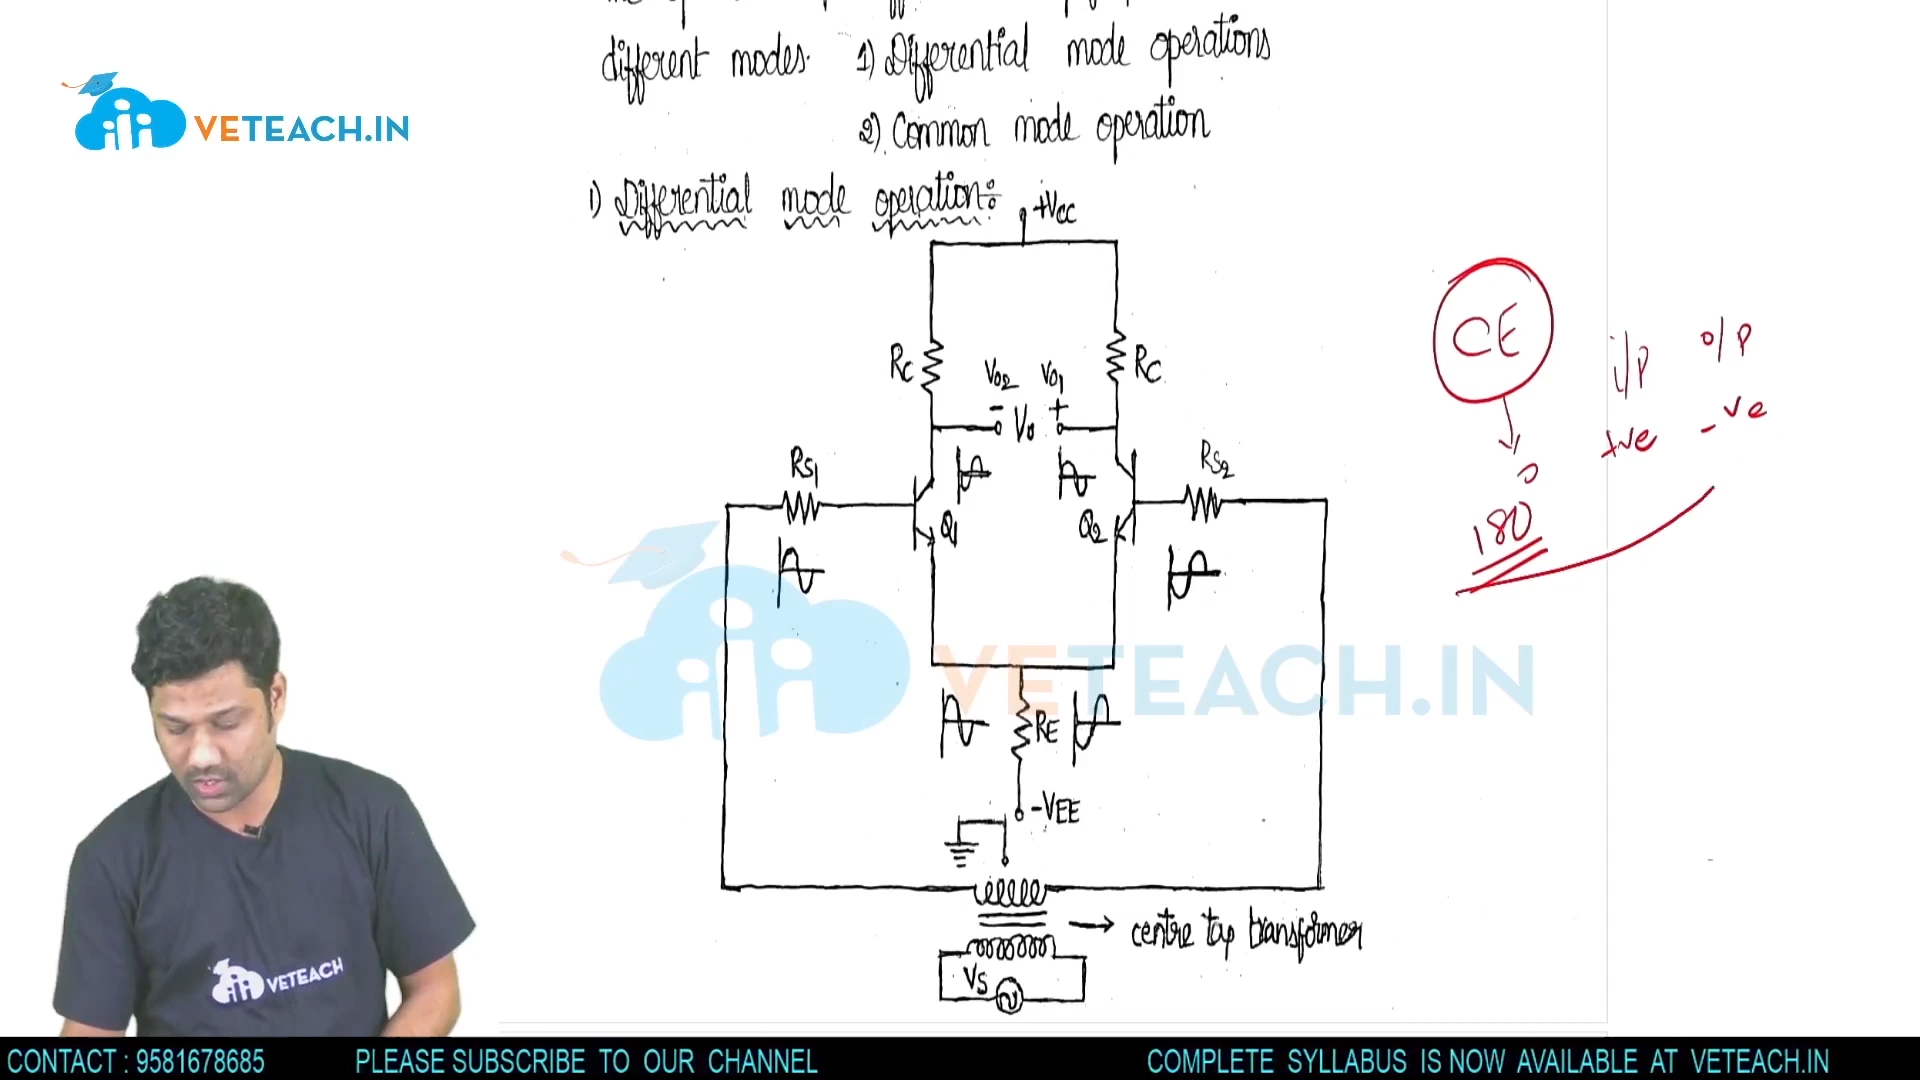 different modes. 1) Differential mode operations
2) Common mode operation
1) Differential mode operation:
VETEACH.IN
+VCC
RC
RC
VO2
VO1
- VO +
RS1
RS2
Q1
Q2
RE
-VEE
centre tap transformer
VS
CE
i/p o/p
+ve -ve
180°
VETEACH.IN
VETEACH
CONTACT : 9581678685 PLEASE SUBSCRIBE TO OUR CHANNEL COMPLETE SYLLABUS IS NOW AVAILABLE AT VETEACH.IN